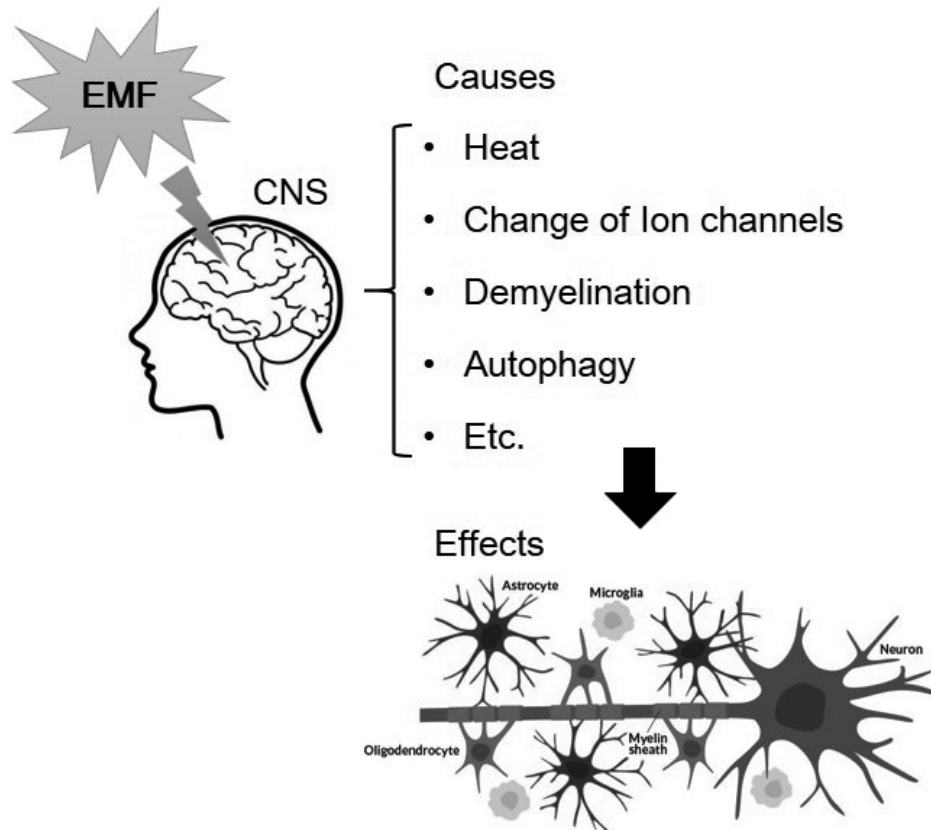 EMF
CNS
Causes
• Heat
• Change of Ion channels
• Demyelination
• Autophagy
• Etc.
Effects
Astrocyte
Microglia
Neuron
Oligodendrocyte
Myelin
sheath